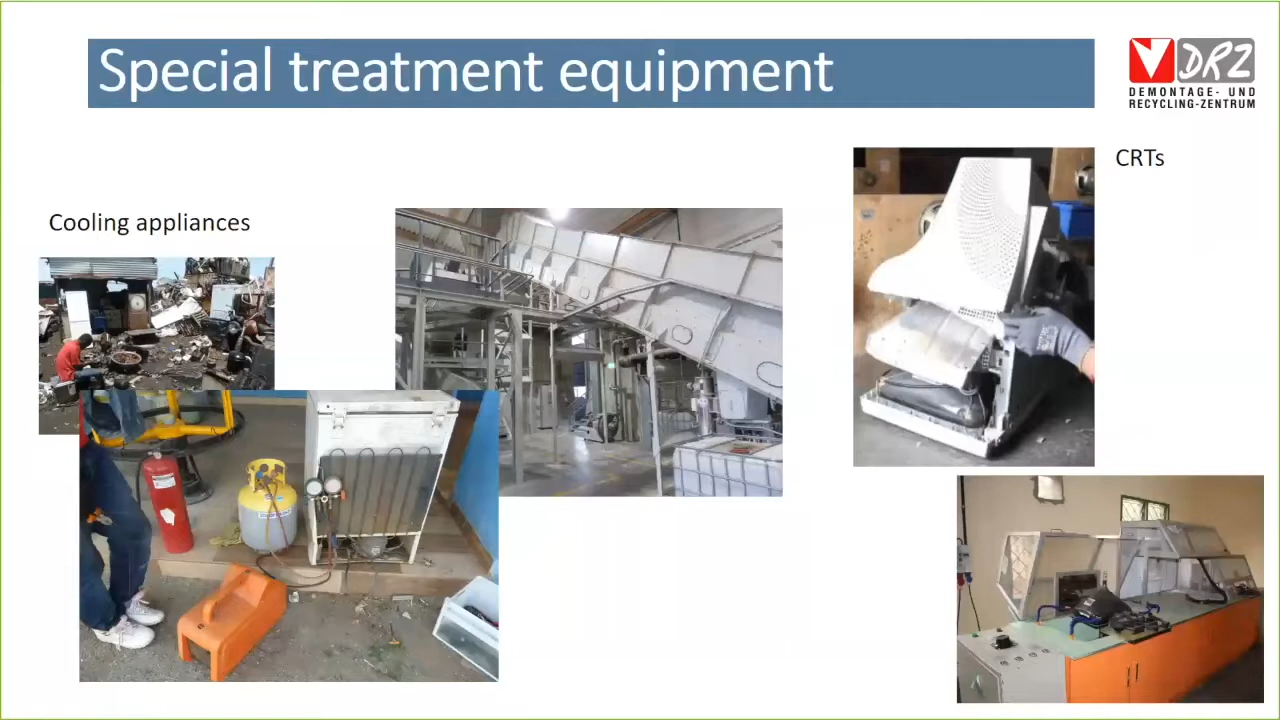 Special treatment equipment
DRZ
DEMONTAGE- UND
RECYCLING-ZENTRUM
CRTs
Cooling appliances